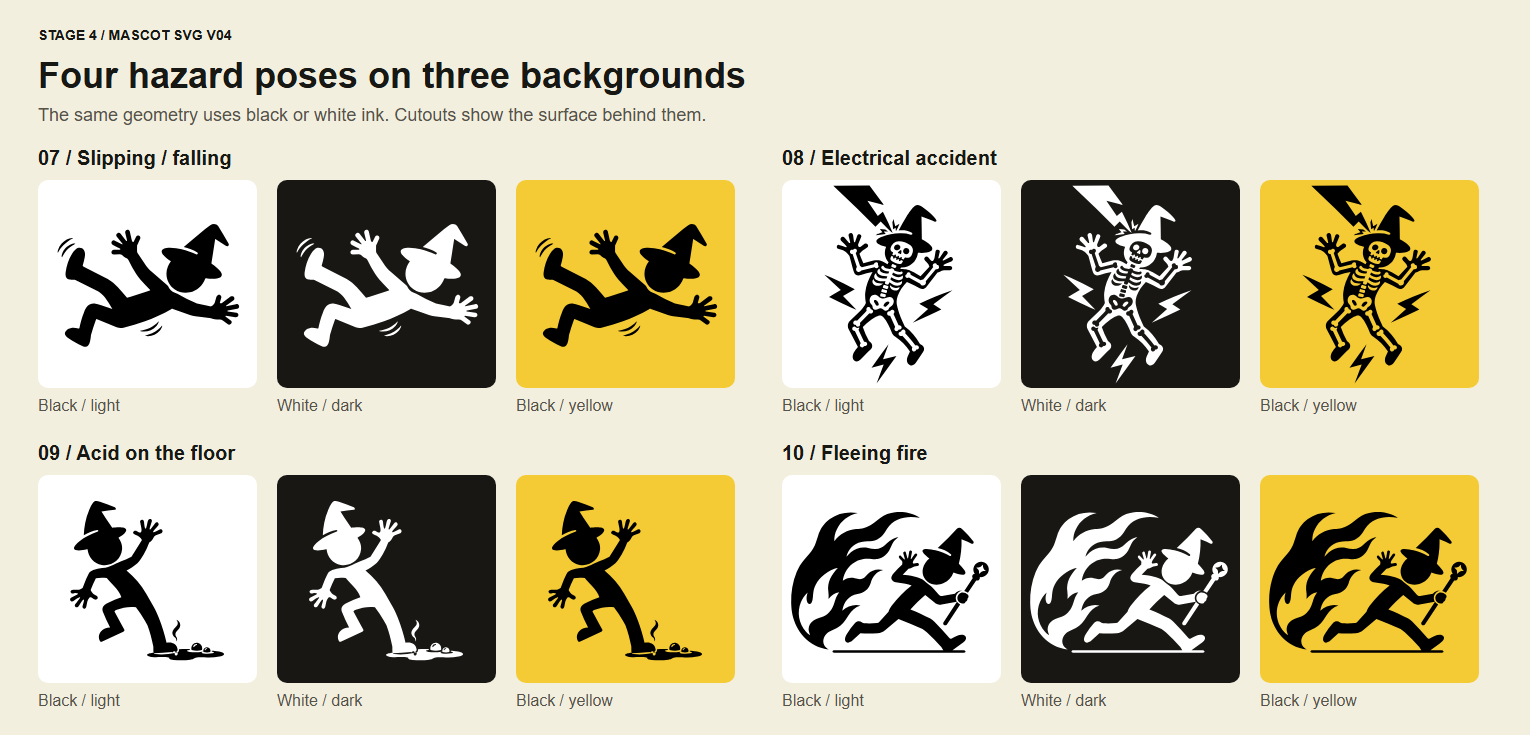 STAGE 4 / MASCOT SVG V04
Four hazard poses on three backgrounds
The same geometry uses black or white ink. Cutouts show the surface behind them.
07 / Slipping / falling
Black / light
White / dark
Black / yellow
08 / Electrical accident
Black / light
White / dark
Black / yellow
09 / Acid on the floor
Black / light
White / dark
Black / yellow
10 / Fleeing fire
Black / light
White / dark
Black / yellow